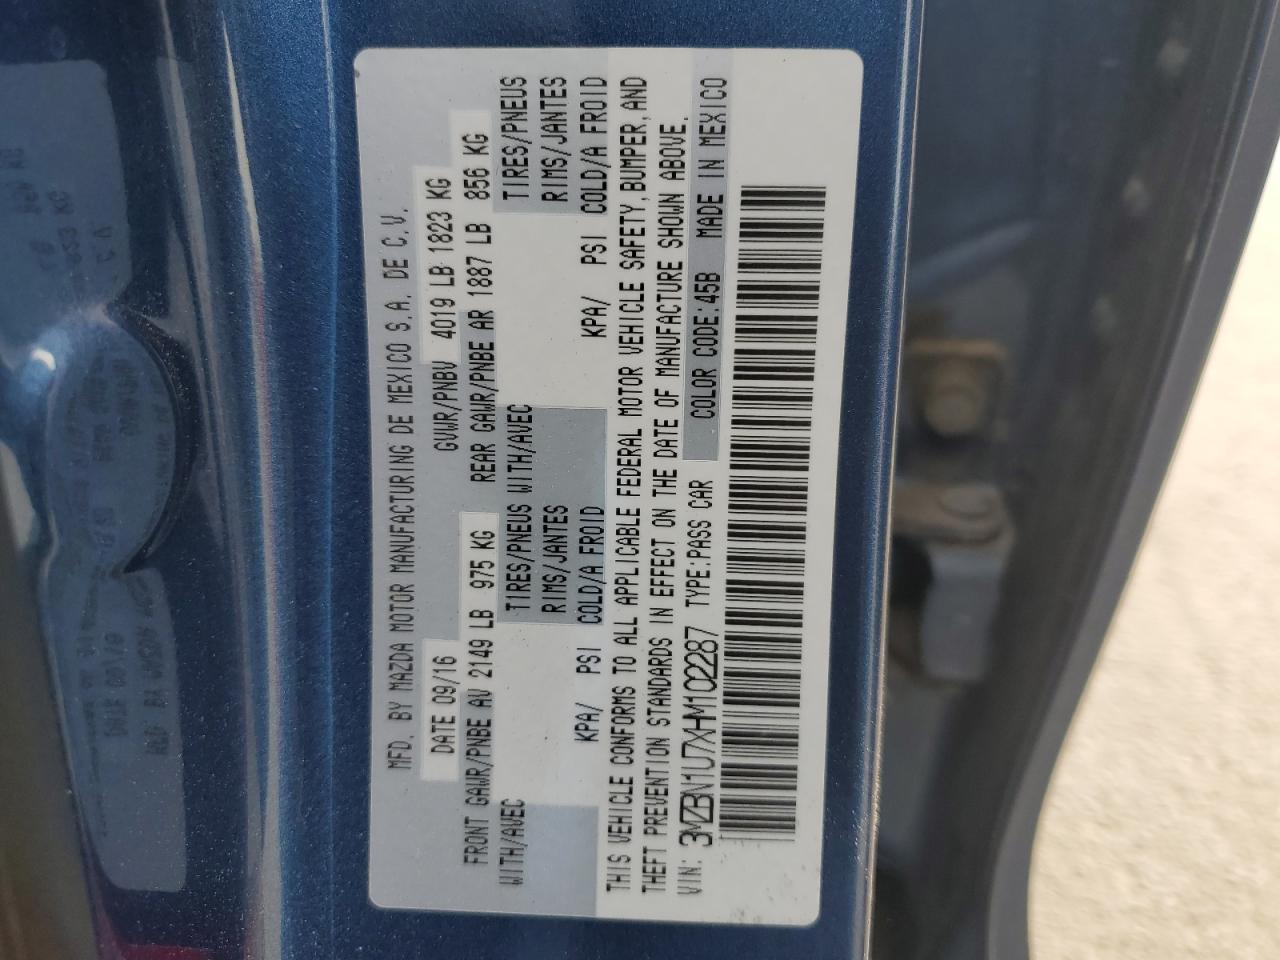 MFD. BY MAZDA MOTOR MANUFACTURING DE MEXICO S.A. DE C.V.
DATE 09/16 GVWR/PNBV 4019 LB 1823 KG
FRONT GAWR/PNBE AV 2149 LB 975 KG REAR GAWR/PNBE AR 1887 LB 856 KG
WITH/AVEC TIRES/PNEUS WITH/AVEC TIRES/PNEUS
RIMS/JANTES RIMS/JANTES
KPA/ PSI COLD/A FROID KPA/ PSI COLD/A FROID
THIS VEHICLE CONFORMS TO ALL APPLICABLE FEDERAL MOTOR VEHICLE SAFETY, BUMPER, AND
THEFT PREVENTION STANDARDS IN EFFECT ON THE DATE OF MANUFACTURE SHOWN ABOVE.
VIN: 3MZBN1U7XHM102287 TYPE:PASS CAR COLOR CODE:45B MADE IN MEXICO